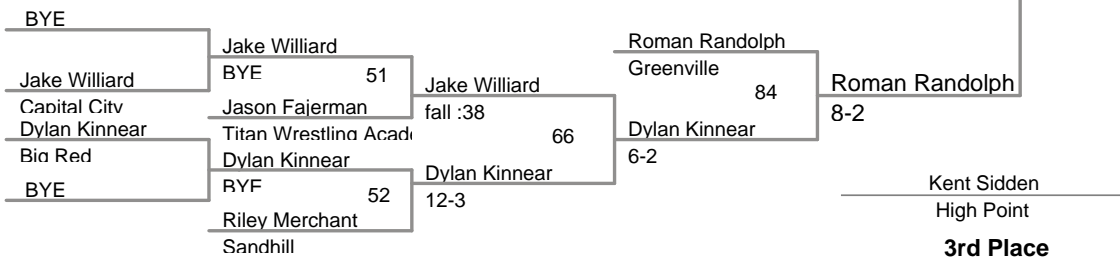 BYE
Jake Williard
Capital City
Dylan Kinnear
Big Red
BYE
Jake Williard
BYE
51
Jason Fajerman
Titan Wrestling Acade
Dylan Kinnear
BYE
52
Riley Merchant
Sandhill
Jake Williard
fall :38
66
Dylan Kinnear
12-3
Roman Randolph
Greenville
84
Dylan Kinnear
6-2
Roman Randolph
8-2
Kent Sidden
High Point
3rd Place